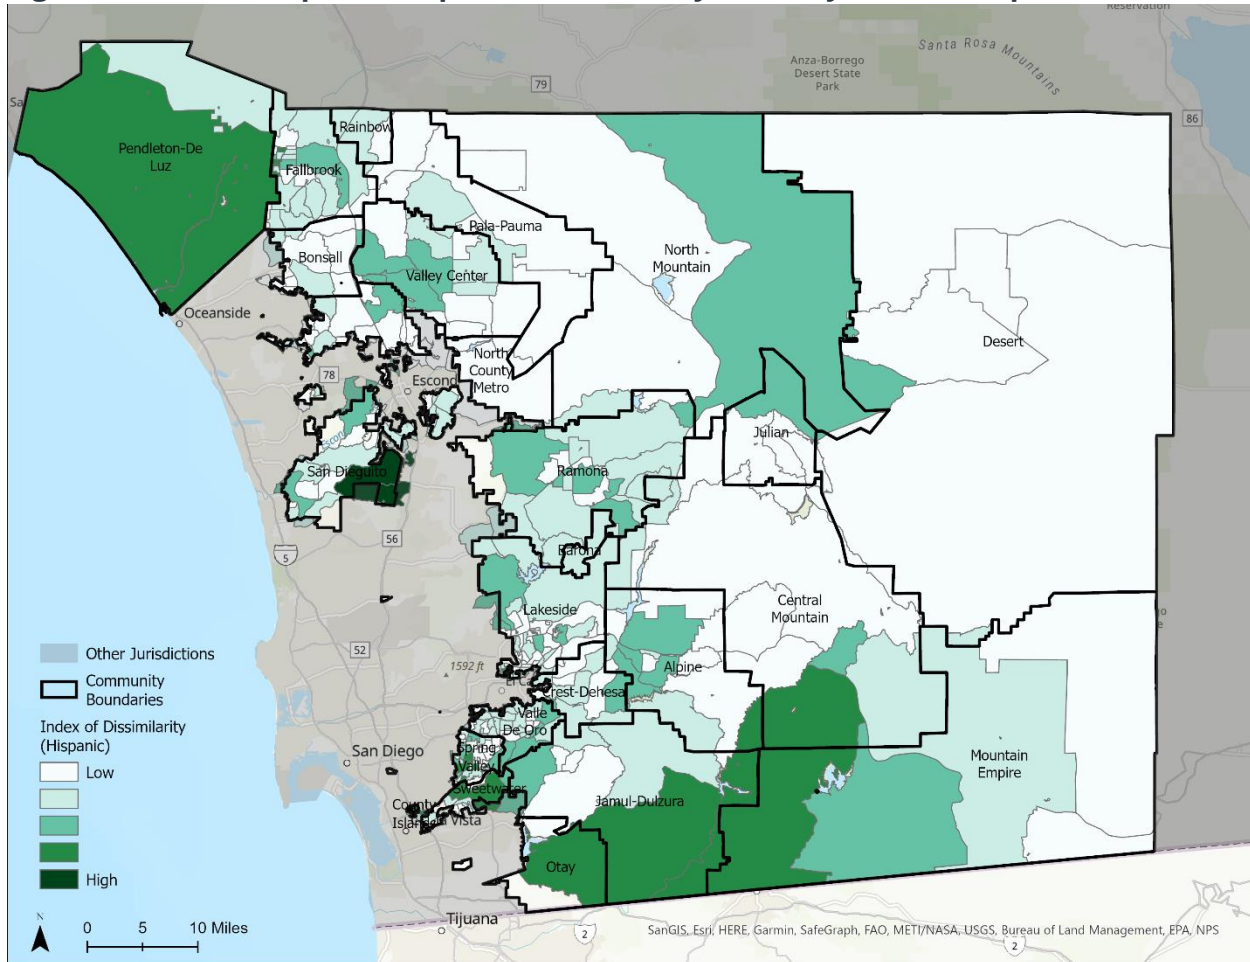 Reservation
Santa Rosa Mountains
Anza-Borrego
Desert State
Park
79
86
Sa
Rainbow
Pendleton-De
Luz
Fallbrook
Pala-Pauma
Bonsall
North
Mountain
Valley Center
Oceanside
Desert
North
County
Metro
78
Escond
Julian
Escon
San Dieguito
Ramona
56
5
Barona
Central
Mountain
Lakeside
52
1592 ft
Alpine
El Ca
Crest-Dehesa
Valle
De Oro
San Diego
Spring
Valley
Mountain
Empire
Sweetwater
Jamul-Dulzura
County
Islands
a Vista
Otay
Tijuana
2
2
Other Jurisdictions
Community
Boundaries
Index of Dissimilarity
(Hispanic)
Low
High
N
0 5 10 Miles
SanGIS, Esri, HERE, Garmin, SafeGraph, FAO, METI/NASA, USGS, Bureau of Land Management, EPA, NPS